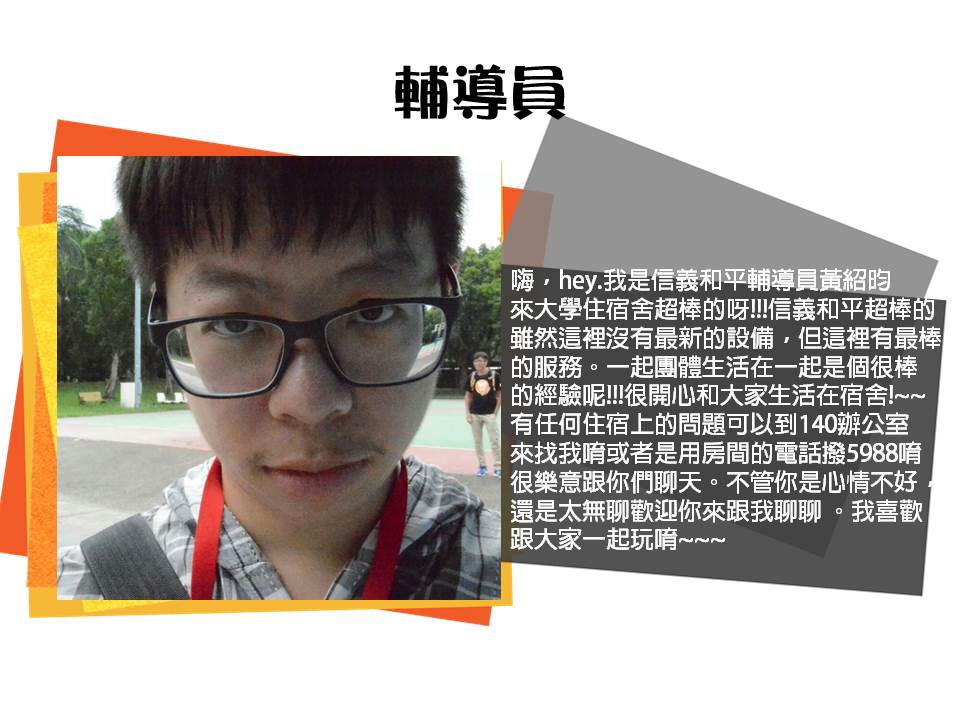 輔導員
嗨，hey.我是信義和平輔導員黃紹昀
來大學住宿舍超棒的呀!!!信義和平超棒的
雖然這裡沒有最新的設備，但這裡有最棒
的服務。一起團體生活在一起是個很棒
的經驗呢!!!很開心和大家生活在宿舍!~~
有任何住宿上的問題可以到140辦公室
來找我唷或者是用房間的電話撥5988唷
很樂意跟你們聊天。不管你是心情不好，
還是太無聊歡迎你來跟我聊聊 。我喜歡
跟大家一起玩唷~~~